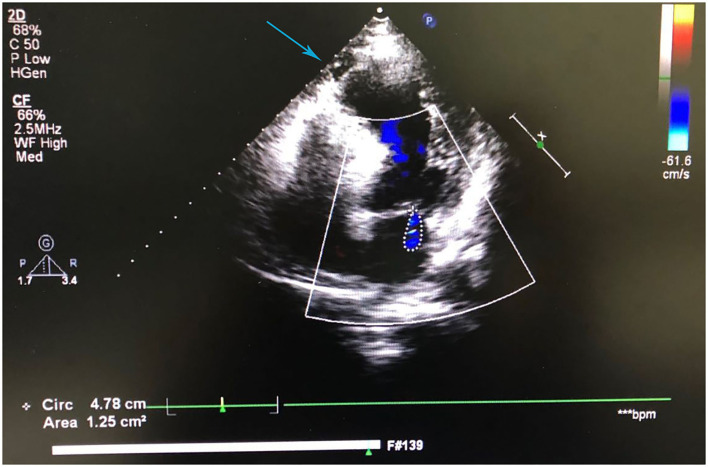 2D
68%
C 50
P Low
HGen
CF
66%
2.5MHz
WF High
Med
P
x
-61.6
cm/s
G
P R
1.7 3.4
Circ 4.78 cm
Area 1.25 cm²
***bpm
F#139